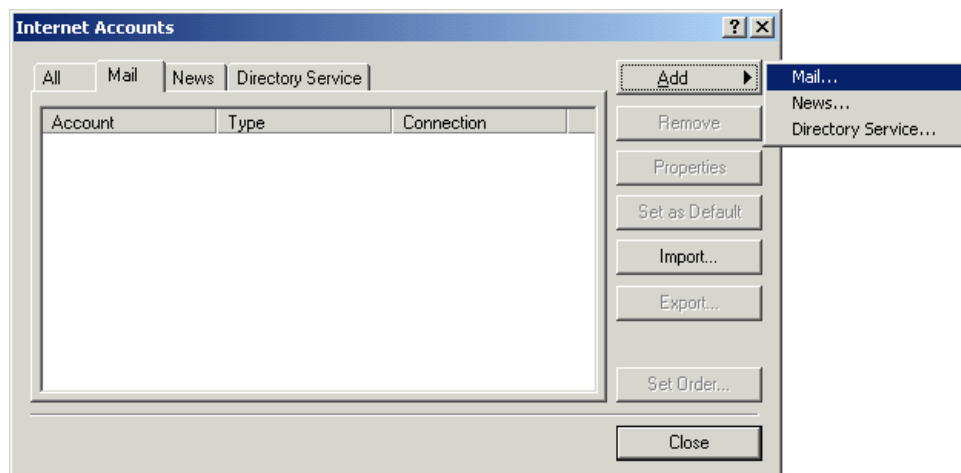 Internet Accounts
All Mail News Directory Service
Account Type Connection
Add
Remove
Properties
Set as Default
Import...
Export...
Set Order...
Close
Mail...
News...
Directory Service...